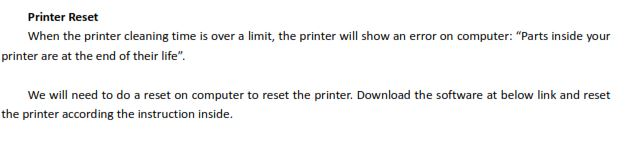 Printer Reset
When the printer cleaning time is over a limit, the printer will show an error on computer: “Parts inside your
printer are at the end of their life”.
We will need to do a reset on computer to reset the printer. Download the software at below link and reset
the printer according the instruction inside.